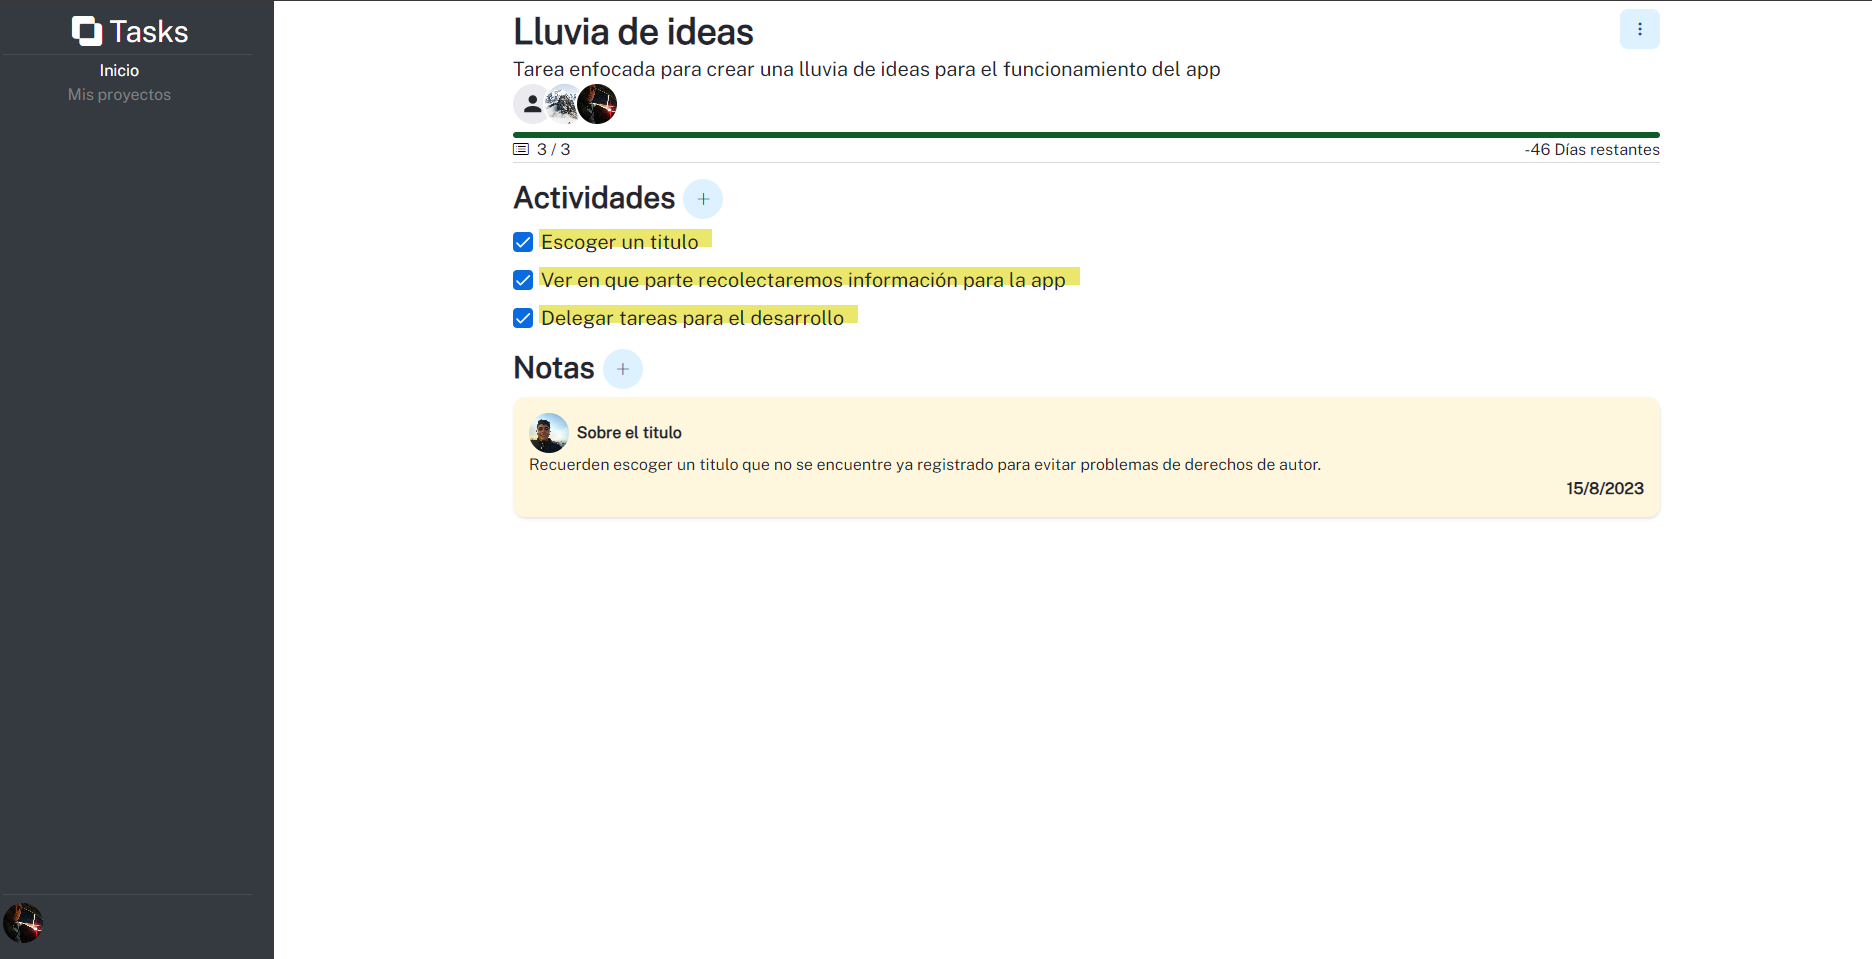 Tasks
Inicio
Mis proyectos
Lluvia de ideas
Tarea enfocada para crear una lluvia de ideas para el funcionamiento del app
3 / 3
-46 Días restantes
Actividades
Escoger un titulo
Ver en que parte recolectaremos información para la app
Delegar tareas para el desarrollo
Notas
Sobre el titulo
Recuerden escoger un titulo que no se encuentre ya registrado para evitar problemas de derechos de autor.
15/8/2023